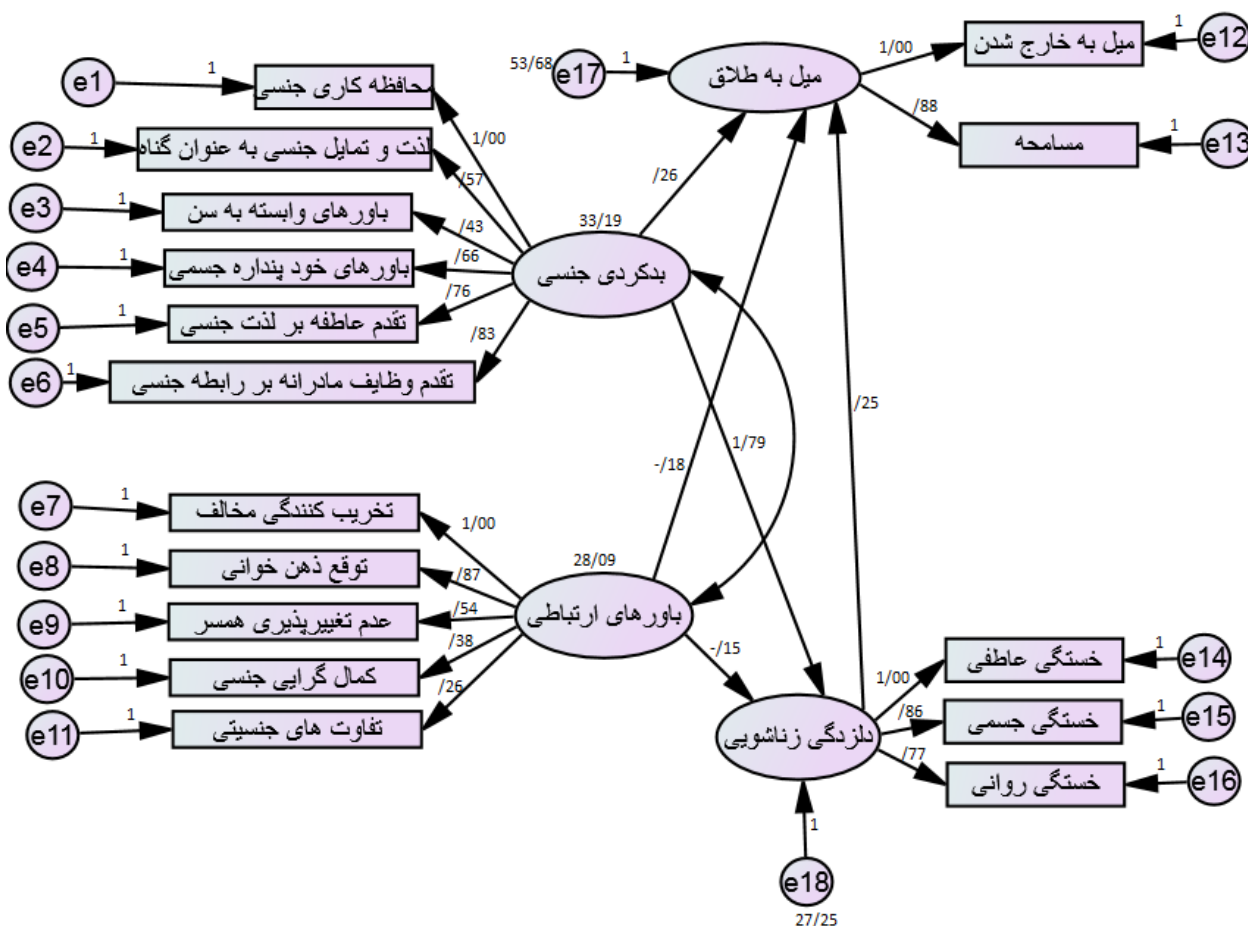 e1
1
محافظه کاری جنسی
1/00
e2
1
لذت و تمایل جنسی به عنوان گناه
/57
e3
1
باورهای وابسته به سن
/43
e4
1
باورهای خود پنداره جسمی
/66
e5
1
تقدم عاطفه بر لذت جنسی
/76
e6
1
تقدم وظایف مادرانه بر رابطه جنسی
/83
33/19
بدکردی جنسی
/26
1/79
53/68
e17
1
میل به طلاق
1/00
میل به خارج شدن
1
e12
/88
مسامحه
1
e13
e7
1
تخریب کنندگی مخالف
1/00
e8
1
توقع ذهن خوانی
/87
e9
1
عدم تغییرپذیری همسر
/54
e10
1
کمال گرایی جنسی
/38
e11
1
تفاوت های جنسیتی
/26
28/09
باورهای ارتباطی
-/18
-/15
/25
دلزدگی زناشویی
1/00
خستگی عاطفی
1
e14
/86
خستگی جسمی
1
e15
/77
خستگی روانی
1
e16
1
e18
27/25